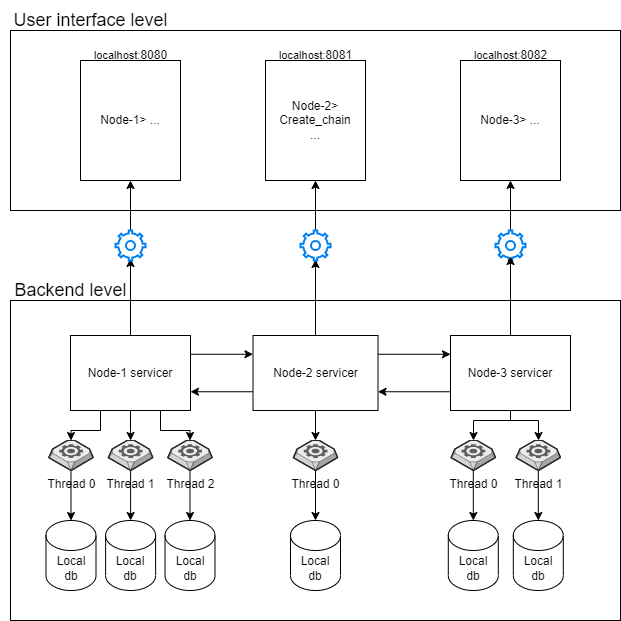 User interface level
localhost:8080
localhost:8081
localhost:8082
Node-1> ...
Node-2>
Create_chain
...
Node-3> ...
Backend level
Node-1 servicer
Node-2 servicer
Node-3 servicer
Thread 0
Thread 1
Thread 2
Thread 0
Thread 0
Thread 1
Local
db
Local
db
Local
db
Local
db
Local
db
Local
db